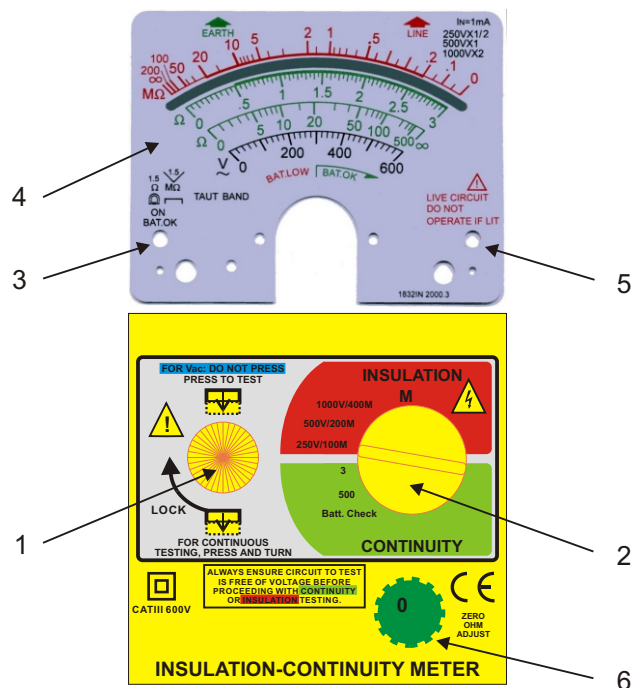 EARTH
LINE
IN=1mA
250VX1/2
500VX1
1000VX2
100
200
∞
MΩ
50 20 10 5 2 1 .5 .2 .1 0
Ω 0 .5 1 1.5 2 2.5 3
Ω 0 5 10 20 50 100 500 ∞
V
~
0 200 400 600
BAT.LOW BAT.OK
TAUT BAND
1.5 1.5
Ω MΩ
ON
BAT.OK
LIVE CIRCUIT
DO NOT
OPERATE IF LIT
1832IN 2000.3
4
3
5
FOR Vac: DO NOT PRESS
PRESS TO TEST
!
LOCK
FOR CONTINUOUS
TESTING, PRESS AND TURN
INSULATION
M
1000V/400M
500V/200M
250V/100M
3
500
Batt. Check
CONTINUITY
1
2
CATIII 600V
ALWAYS ENSURE CIRCUIT TO TEST
IS FREE OF VOLTAGE BEFORE
PROCEEDING WITH CONTINUITY
OR INSULATION TESTING.
0
CE
ZERO
OHM
ADJUST
INSULATION-CONTINUITY METER
6